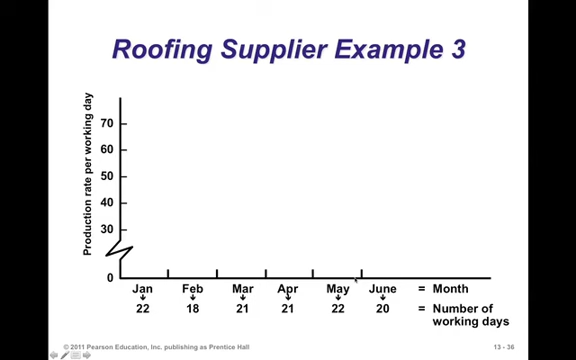 Roofing Supplier Example 3
Production rate per working day
70
60
50
40
30
0
Jan Feb Mar Apr May June = Month
22 18 21 21 22 20 = Number of
working days
© 2011 Pearson Education, Inc. publishing as Prentice Hall
13 - 36